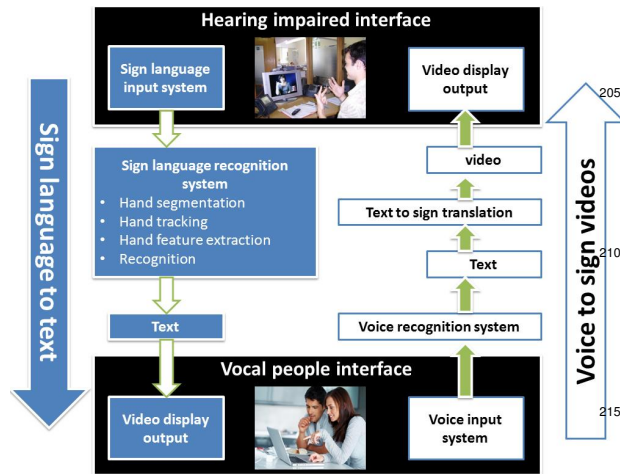 Hearing impaired interface
Sign language
input system
Video display
output
Sign language recognition
system
• Hand segmentation
• Hand tracking
• Hand feature extraction
• Recognition
Text
Sign language to text
video
Text to sign translation
Text
Voice recognition system
Voice to sign videos
205
210
215
Vocal people interface
Video display
output
Voice input
system